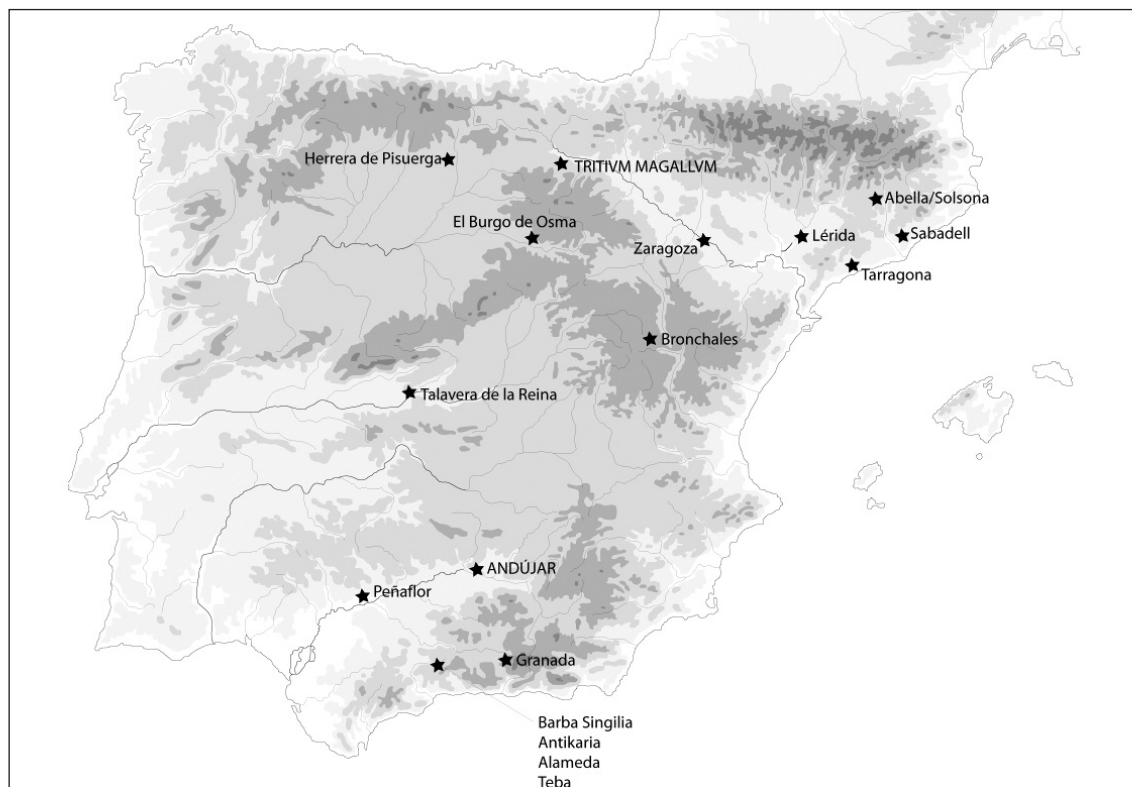 Herrera de Pisuerga
TRITIVM MAGALLVM
Abella/Solsona
El Burgo de Osma
Zaragoza
Lérida
Sabadell
Tarragona
Bronchales
Talavera de la Reina
ANDÚJAR
Peñaflor
Granada
Barba Singilia
Antikaria
Alameda
Teba